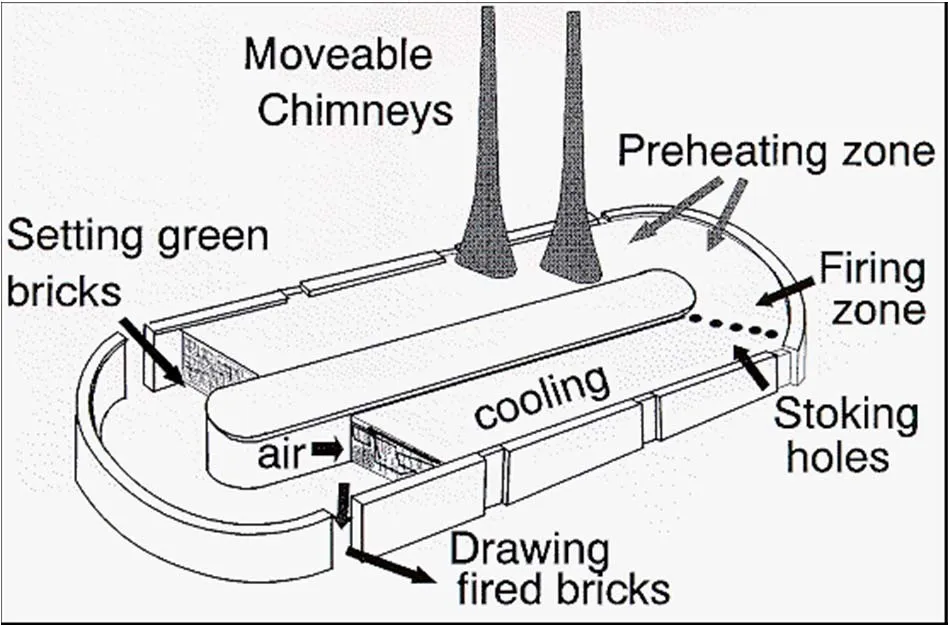 Moveable
Chimneys
Preheating zone
Setting green
bricks
Firing
zone
cooling
Stoking
holes
air
Drawing
fired bricks